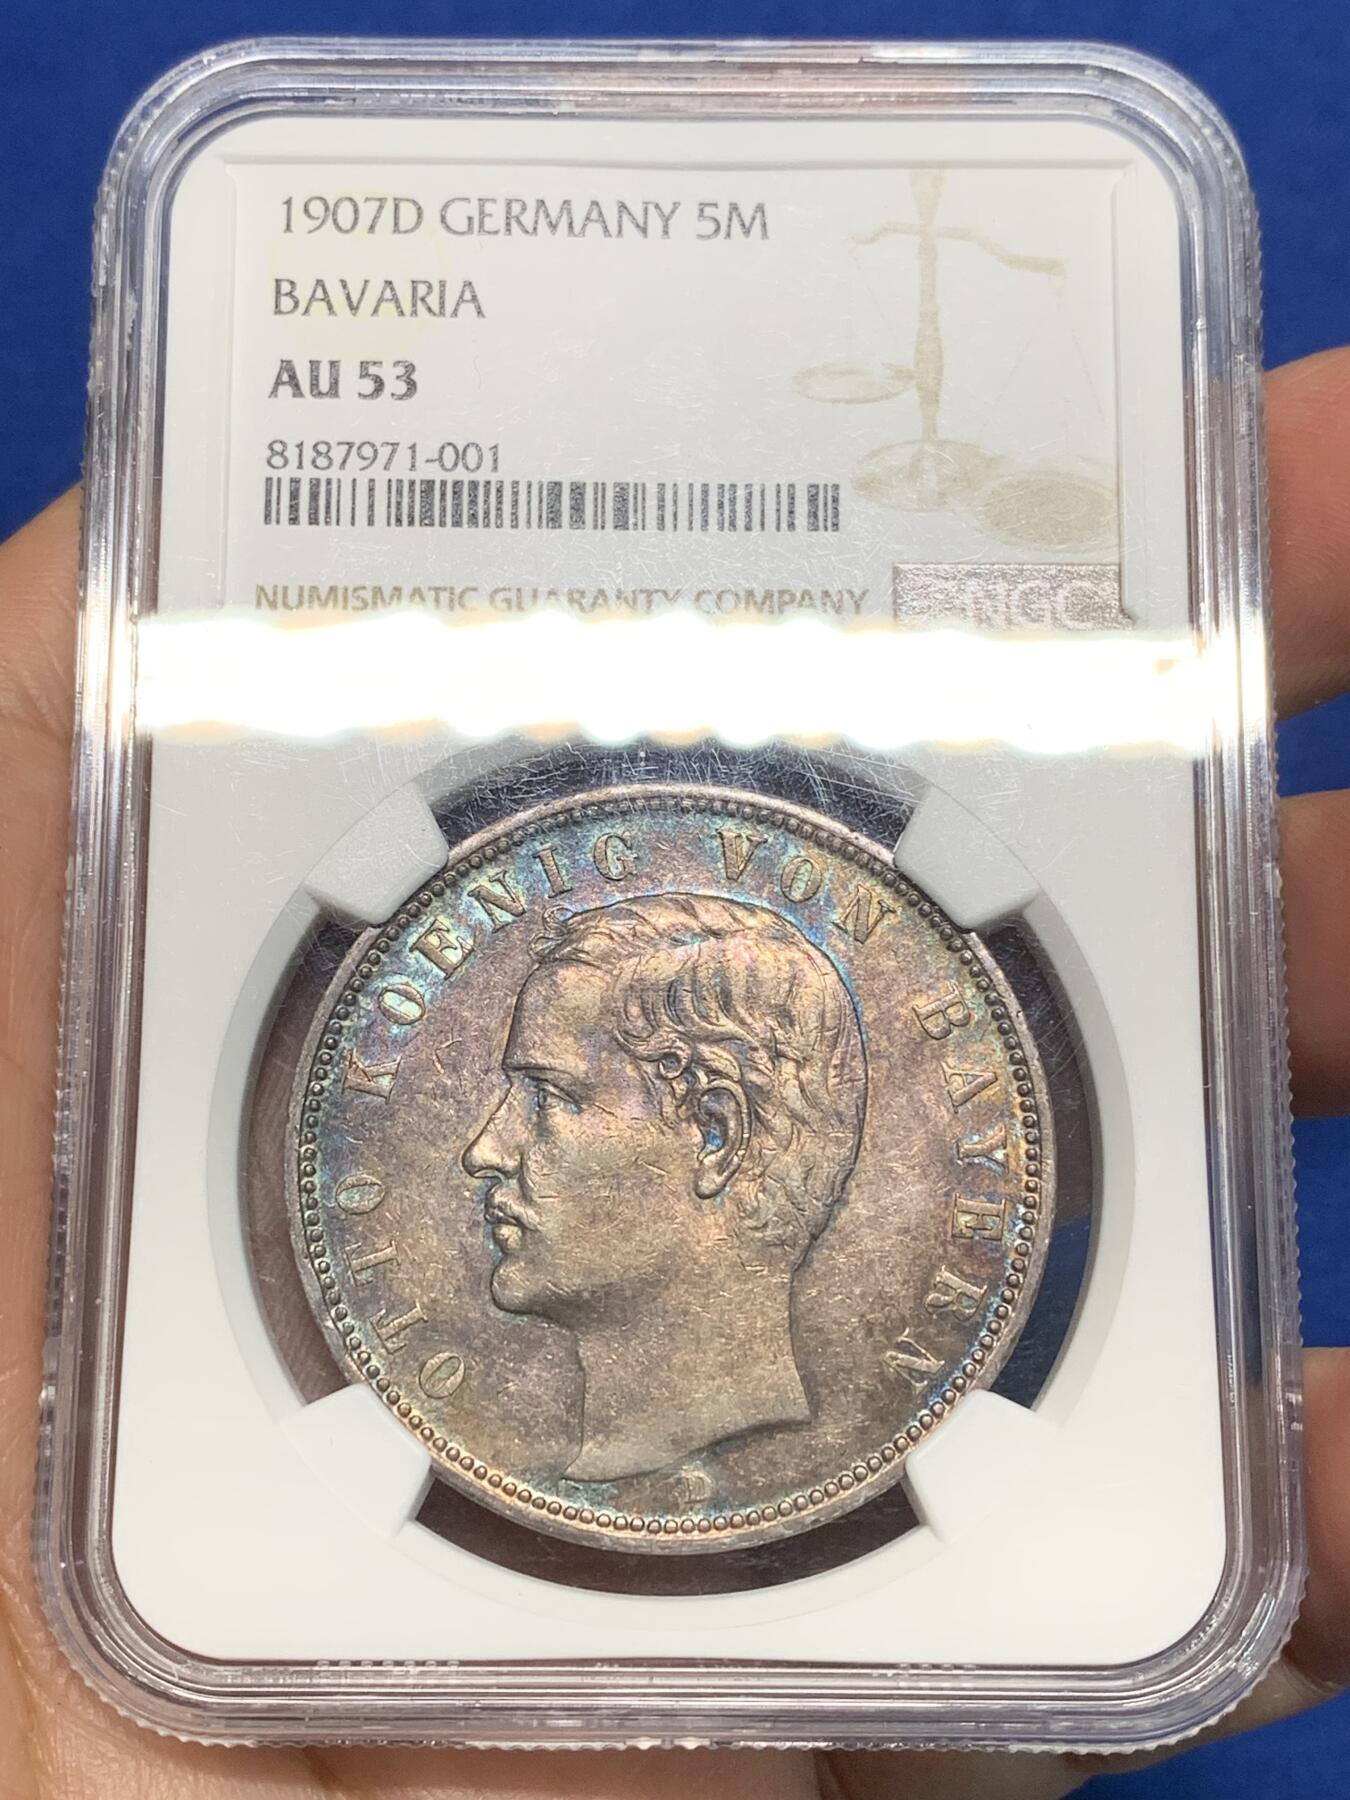 1907D GERMANY 5M
BAVARIA
AU 53
8187971-001
NUMISMATIC GUARANTY COMPANY
NGC
OTTO KOENIG VON BAYERN
D